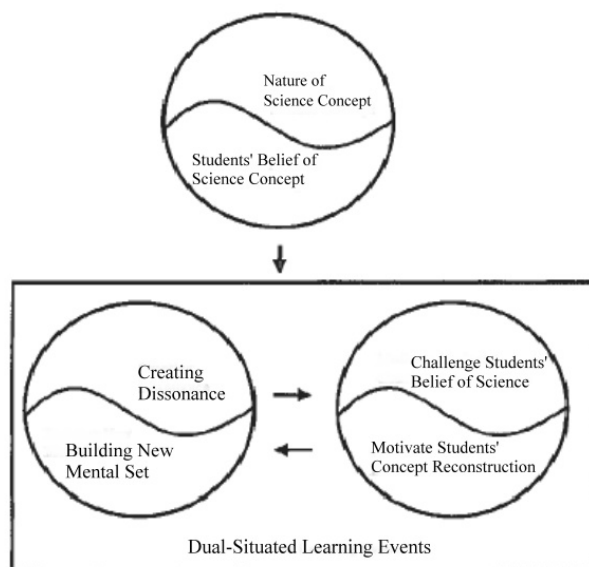 Nature of
Science Concept
Students' Belief of
Science Concept
Creating
Dissonance
Building New
Mental Set
Challenge Students'
Belief of Science
Motivate Students'
Concept Reconstruction
Dual-Situated Learning Events